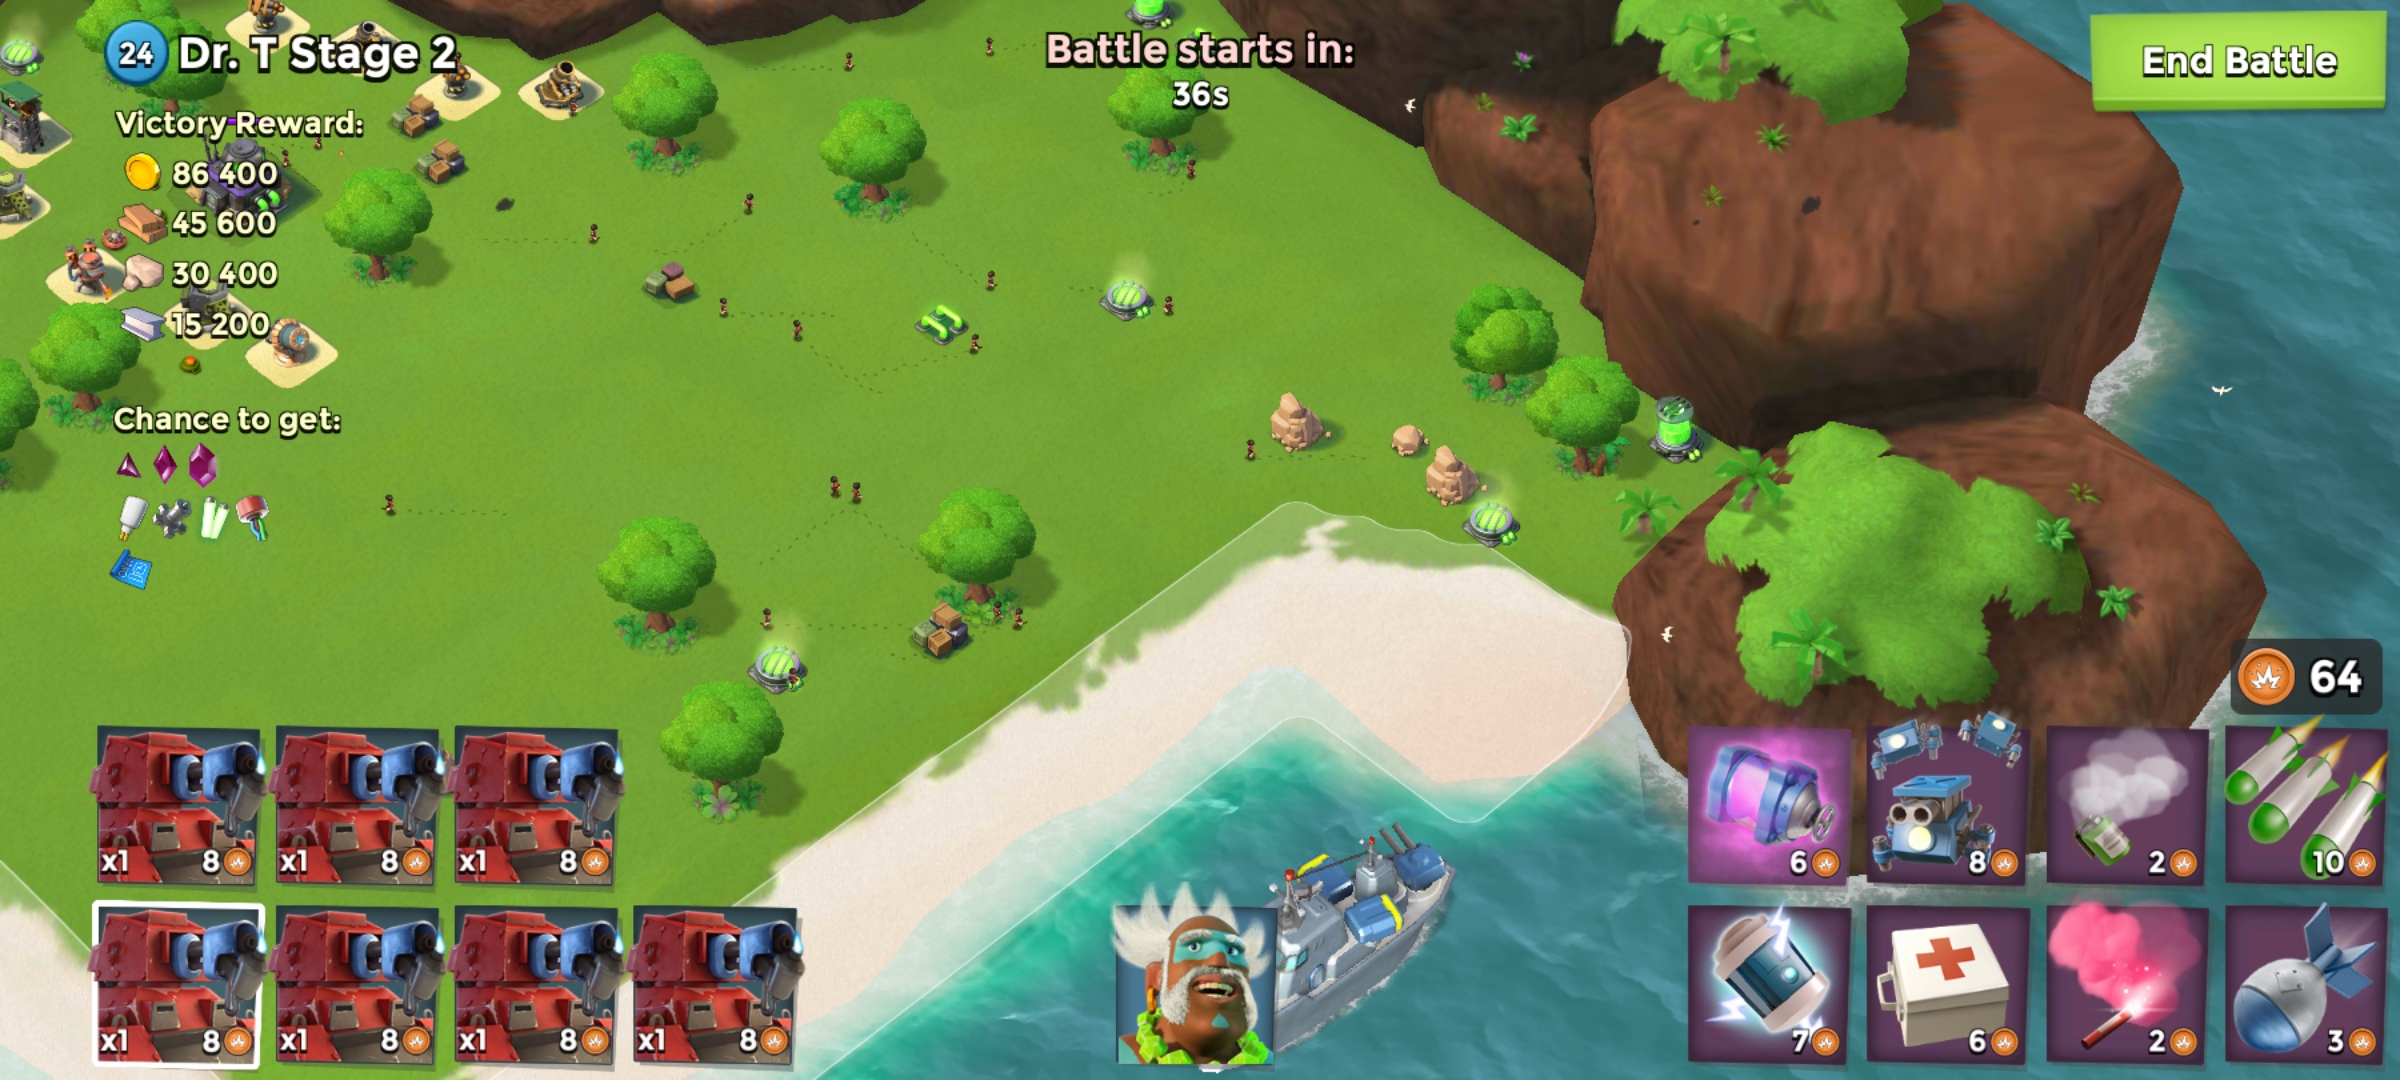 24 Dr. T Stage 2
Battle starts in:
36s
End Battle
Victory Reward:
86 400
45 600
30 400
15 200
Chance to get:
64
x1 8
x1 8
x1 8
6
8
2
10
x1 8
x1 8
x1 8
x1 8
7
6
2
3